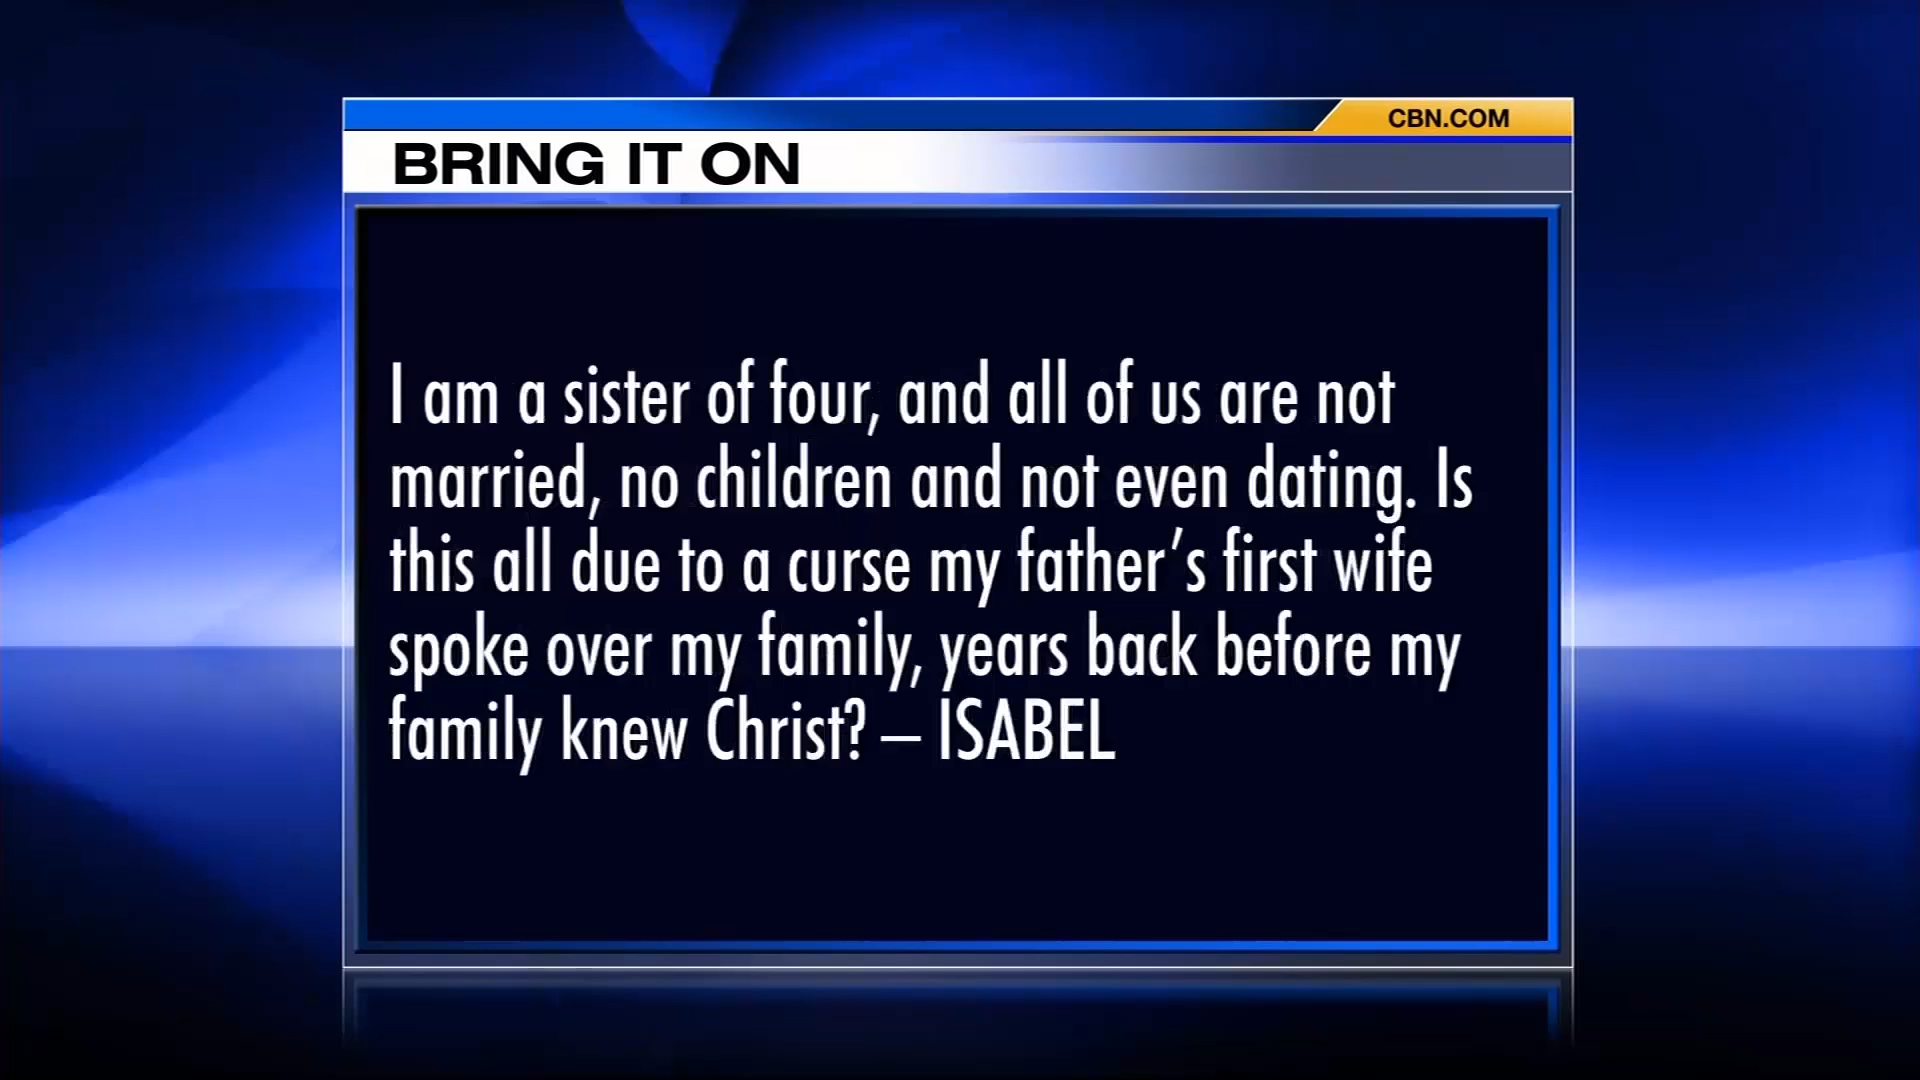 CBN.COM
BRING IT ON
I am a sister of four, and all of us are not
married, no children and not even dating. Is
this all due to a curse my father’s first wife
spoke over my family, years back before my
family knew Christ? – ISABEL